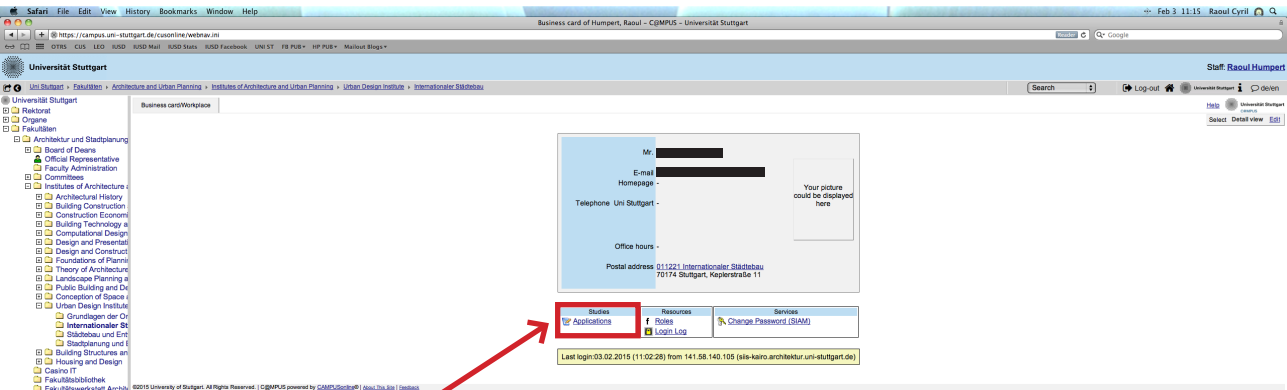 Safari File Edit View History Bookmarks Window Help Feb 3 11:15 Raoul Cyril
Business card of Humpert, Raoul – C@MPUS – Universität Stuttgart
https://campus.uni-stuttgart.de/cusonline/webnav.ini Reader Google
OTRS CUS LEO IUSD IUSD Mail IUSD Stats IUSD Facebook UNI ST FB PUB▾ HP PUB▾ Mailout Blogs▾
Universität Stuttgart Staff: Raoul Humpert
Uni Stuttgart › Fakultäten › Architecture and Urban Planning › Institutes of Architecture and Urban Planning › Urban Design Institute › Internationaler Städtebau Search Log-out Universität Stuttgart de/en
Universität Stuttgart
Business card/Workplace
Help Universität Stuttgart
CAMPUS
Select Detail view Edit
Rektorat
Organe
Fakultäten
Architektur und Stadtplanung
Board of Deans
Official Representative
Faculty Administration
Committees
Institutes of Architecture
Architectural History
Building Construction
Construction Economi
Building Technology a
Computational Design
Design and Presentati
Design and Construct
Foundations of Planni
Theory of Architecture
Landscape Planning a
Public Building and De
Conception of Space
Urban Design Institute
Grundlagen der Or
Internationaler St
Städtebau und Ent
Stadtplanung und
Building Structures an
Housing and Design
Casino IT
Fakultätsbibliothek
Fakultätswerkstatt Archit
Mr.
E-mail
Homepage -
Telephone Uni Stuttgart -
Office hours -
Postal address 011221 Internationaler Städtebau
70174 Stuttgart, Keplerstraße 11
Your picture
could be displayed
here
Studies Resources Services
Applications Roles Change Password (SIAM)
Login Log
Last login:03.02.2015 (11:02:28) from 141.58.140.105 (siis-kairo.architektur.uni-stuttgart.de)
©2015 University of Stuttgart. All Rights Reserved. | C@MPUS powered by CAMPUSonline® | About This Site | Feedback